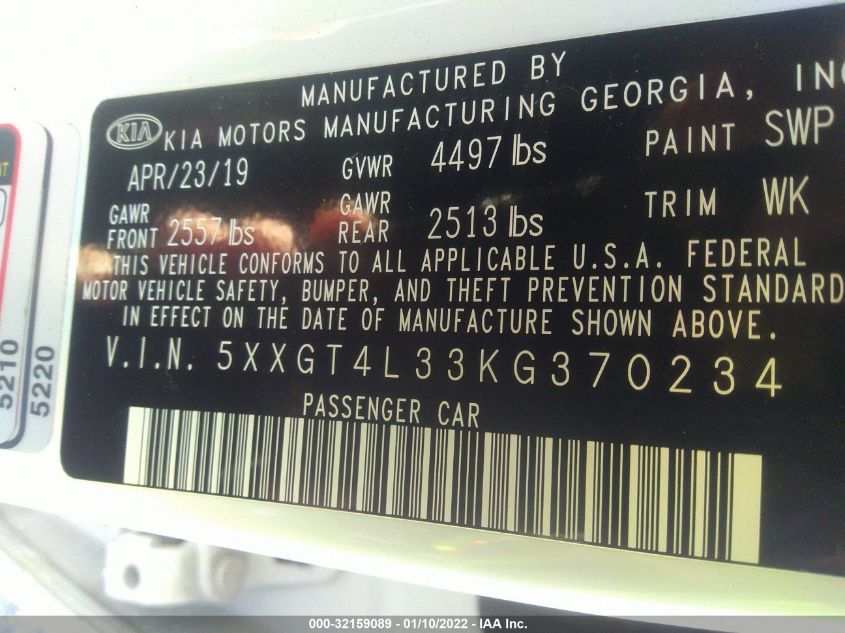 MANUFACTURED BY
KIA KIA MOTORS MANUFACTURING GEORGIA, INC
APR/23/19 GVWR 4497 lbs PAINT SWP
GAWR FRONT 2557 lbs GAWR REAR 2513 lbs TRIM WK
THIS VEHICLE CONFORMS TO ALL APPLICABLE U.S.A. FEDERAL
MOTOR VEHICLE SAFETY, BUMPER, AND THEFT PREVENTION STANDARD
IN EFFECT ON THE DATE OF MANUFACTURE SHOWN ABOVE.
V.I.N. 5XXGT4L33KG370234
PASSENGER CAR
5210
5220
000-32159089 - 01/10/2022 - IAA Inc.